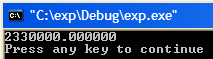 "C:\exp\Debug\exp.exe"
2330000.000000
Press any key to continue